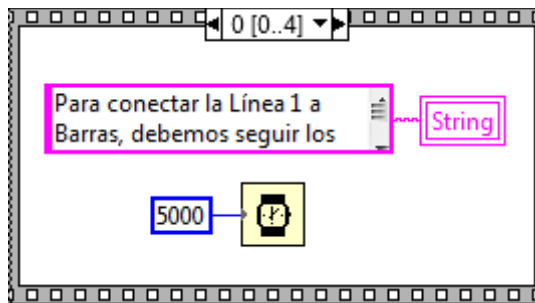 0 [0..4]
Para conectar la Línea 1 a
Barras, debemos seguir los
String
5000